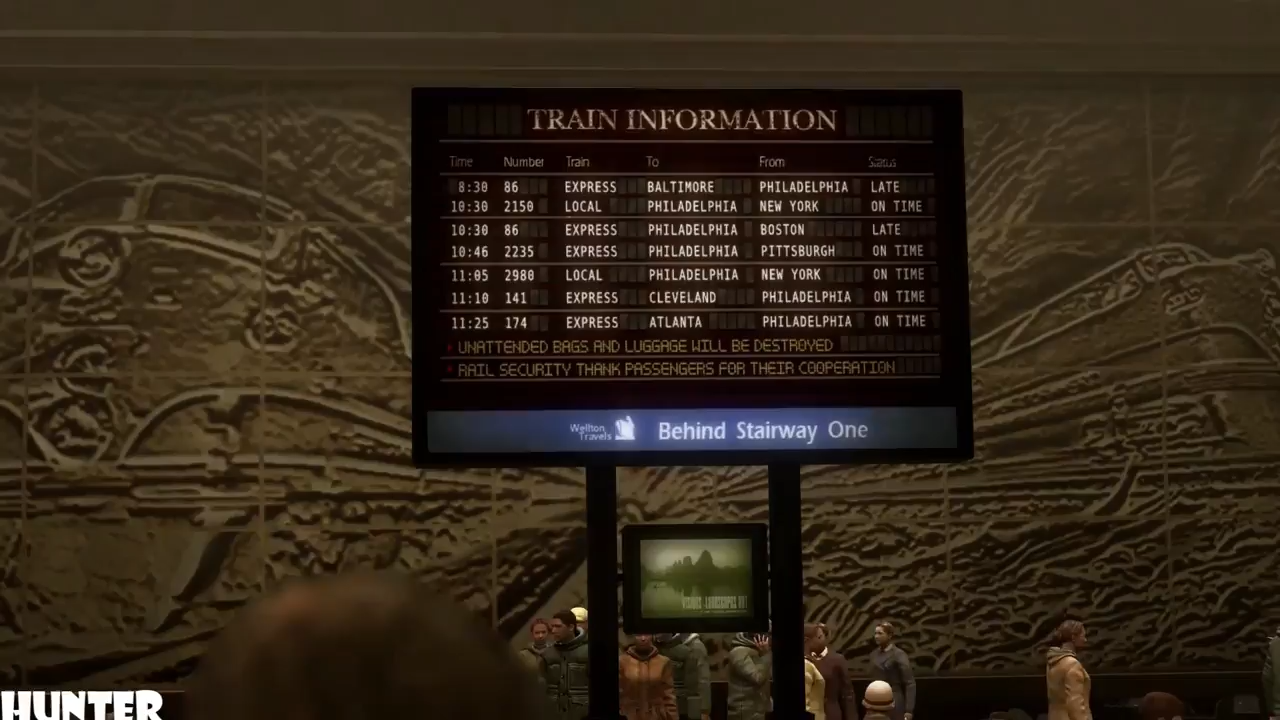 TRAIN INFORMATION
Time Number Train To From Status
8:30 86 EXPRESS BALTIMORE PHILADELPHIA LATE
10:30 2150 LOCAL PHILADELPHIA NEW YORK ON TIME
10:30 86 EXPRESS PHILADELPHIA BOSTON LATE
10:46 2235 EXPRESS PHILADELPHIA PITTSBURGH ON TIME
11:05 2980 LOCAL PHILADELPHIA NEW YORK ON TIME
11:10 141 EXPRESS CLEVELAND PHILADELPHIA ON TIME
11:25 174 EXPRESS ATLANTA PHILADELPHIA ON TIME
UNATTENDED BAGS AND LUGGAGE WILL BE DESTROYED
RAIL SECURITY THANK PASSENGERS FOR THEIR COOPERATION
Wellton Travels
Behind Stairway One
HUNTER